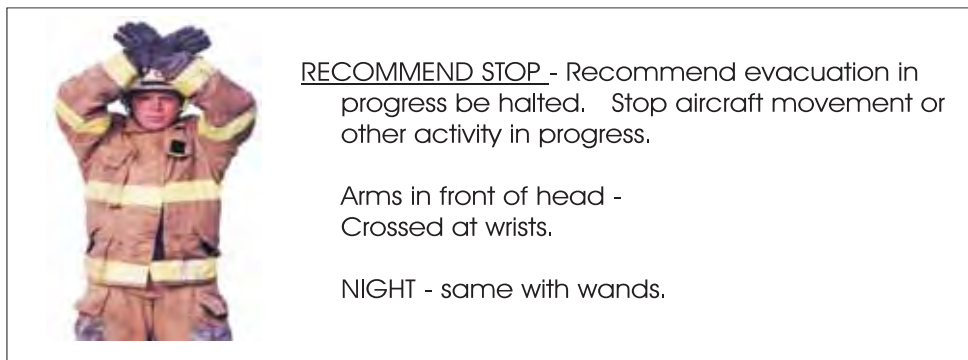 RECOMMEND STOP - Recommend evacuation in
progress be halted.   Stop aircraft movement or
other activity in progress.
Arms in front of head -
Crossed at wrists.
NIGHT - same with wands.